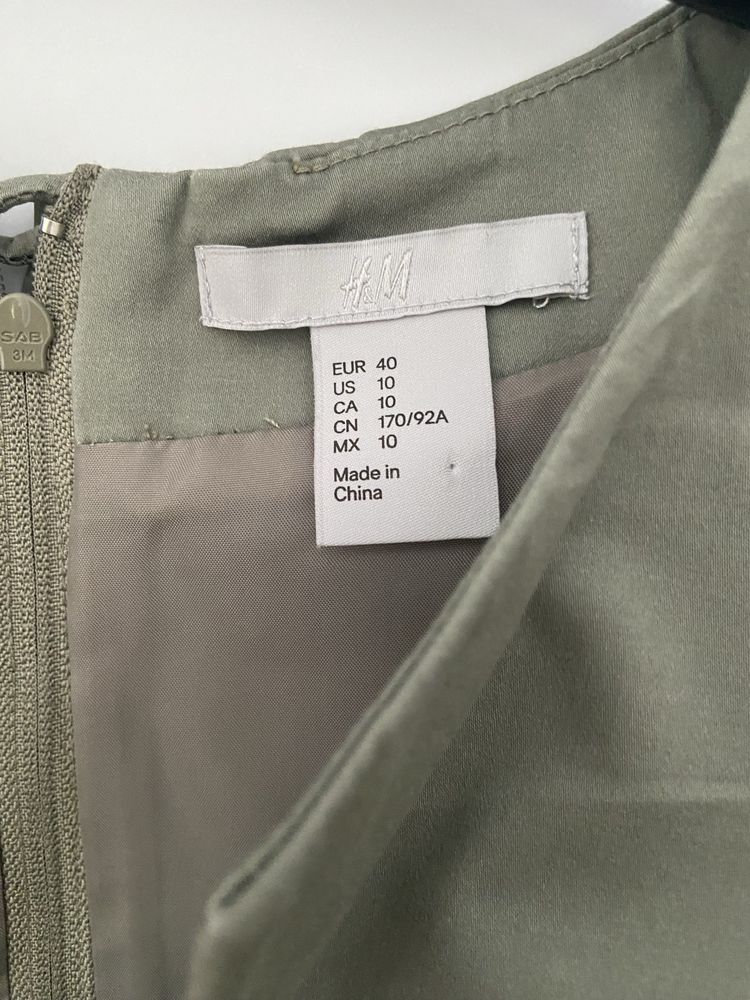 H&M
SAB
3M
EUR 40
US 10
CA 10
CN 170/92A
MX 10
Made in
China